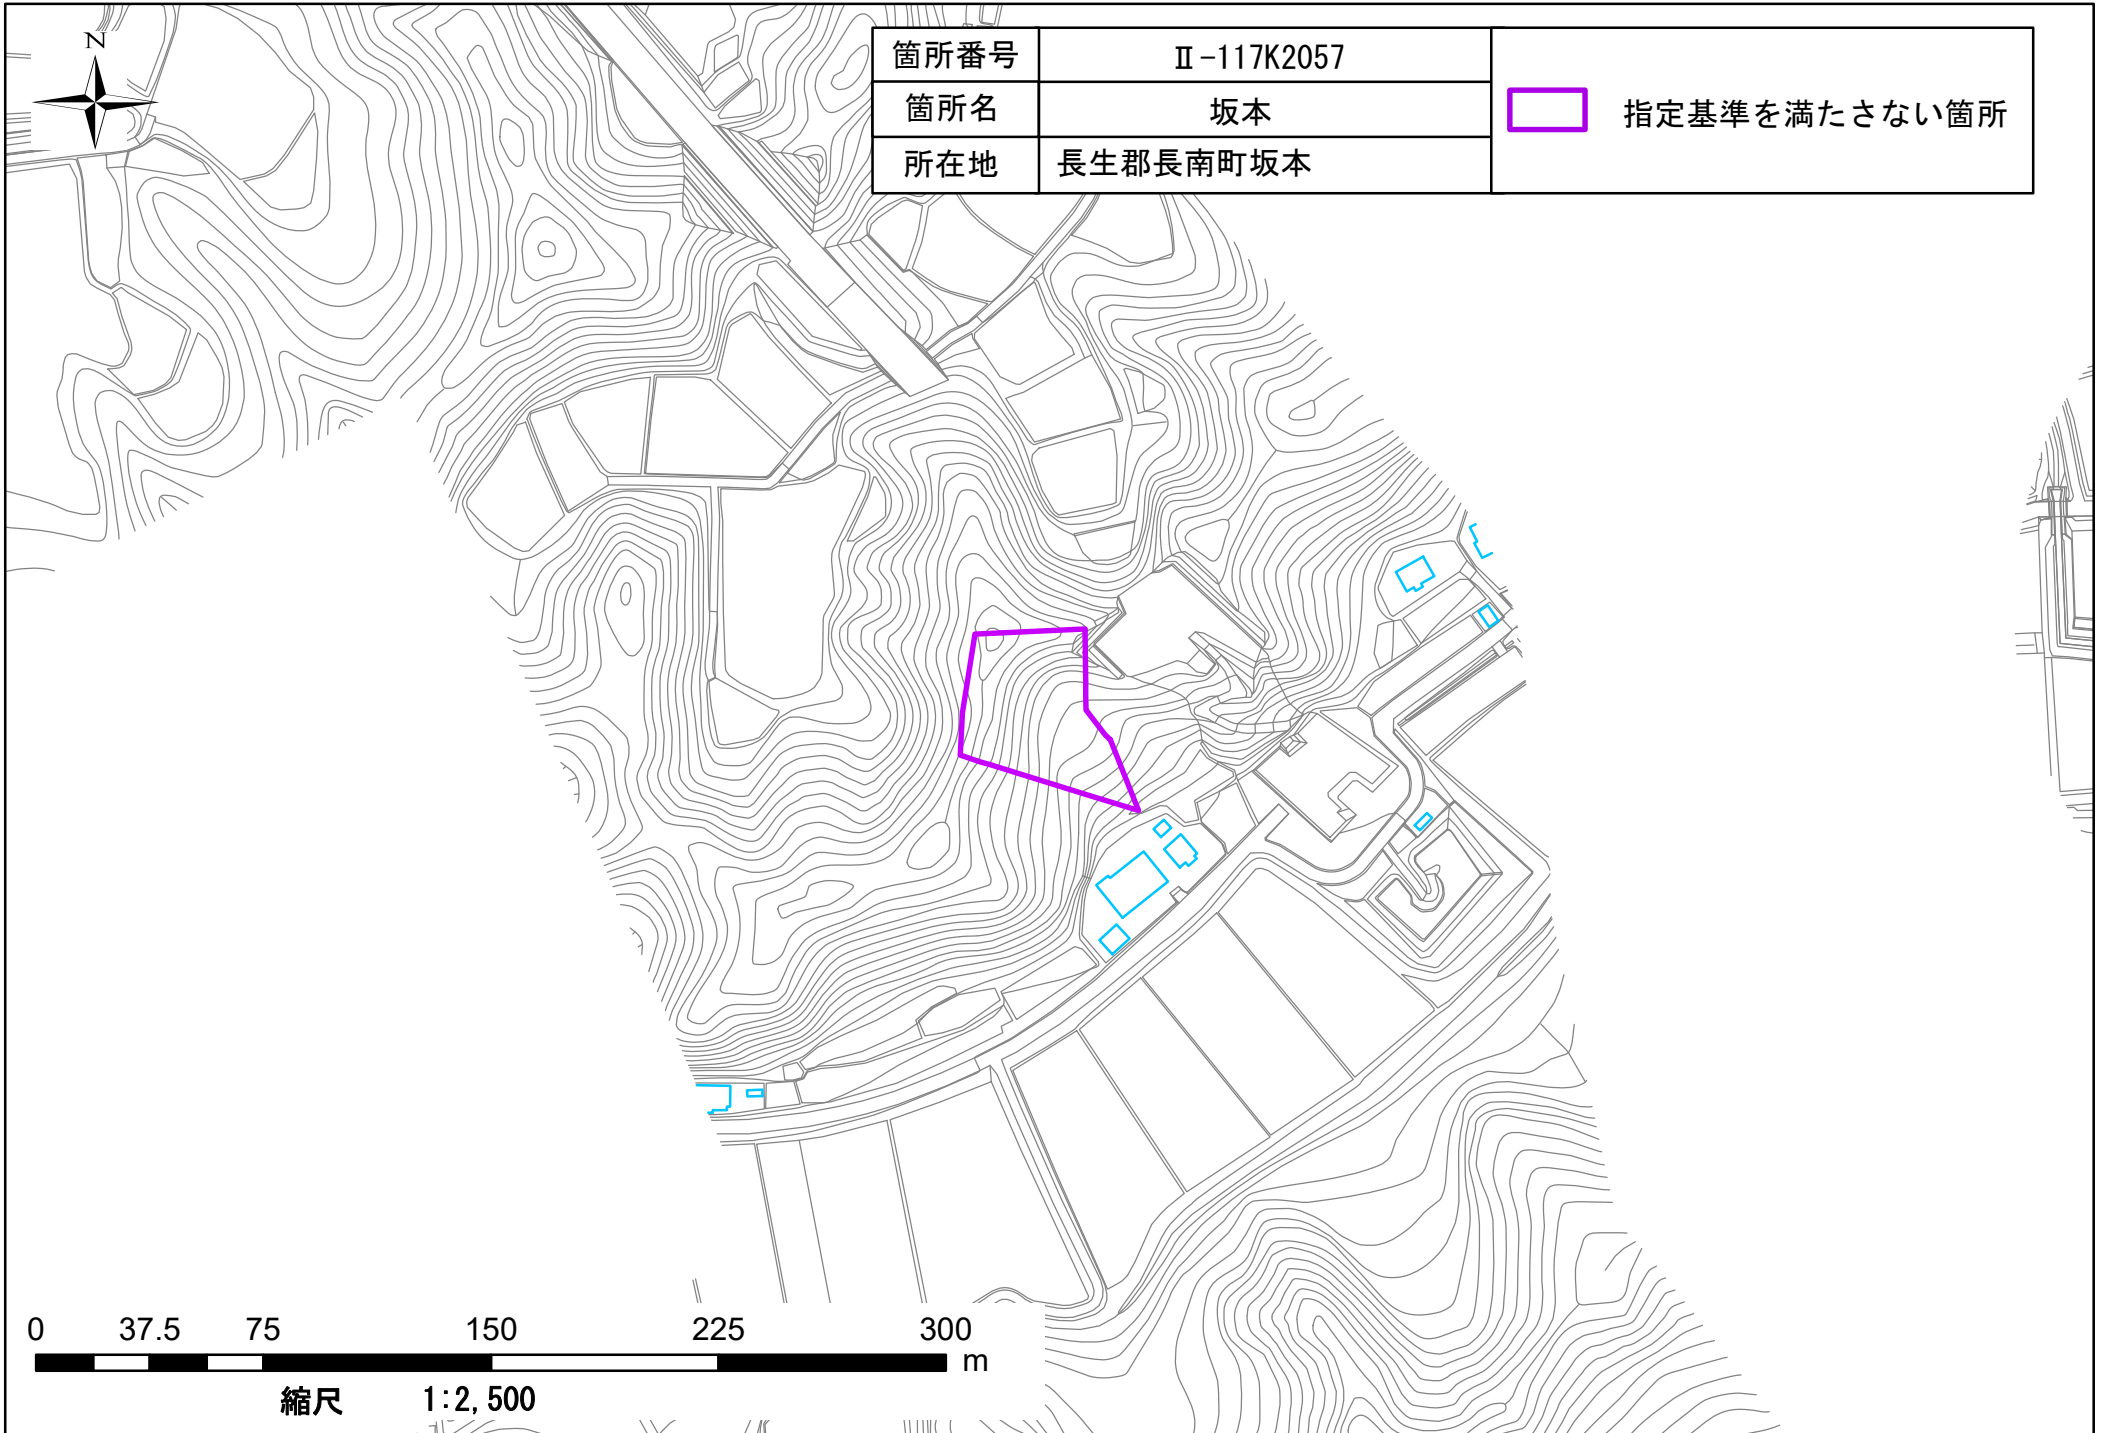 N
箇所番号 Ⅱ-117K2057
箇所名 坂本
所在地 長生郡長南町坂本
指定基準を満たさない箇所
0 37.5 75 150 225 300
m
縮尺 1:2,500